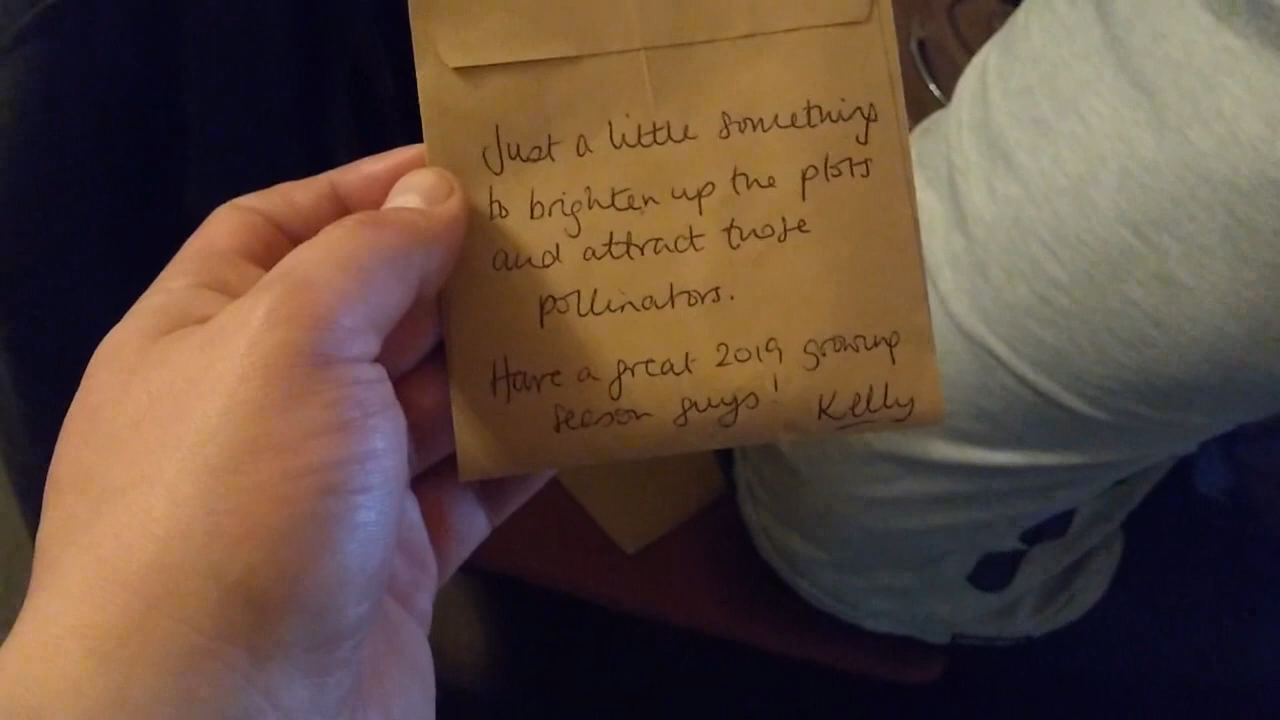 Just a little something
to brighten up the plots
and attract those
pollinators.
Have a great 2019 growing
season guys! Kelly